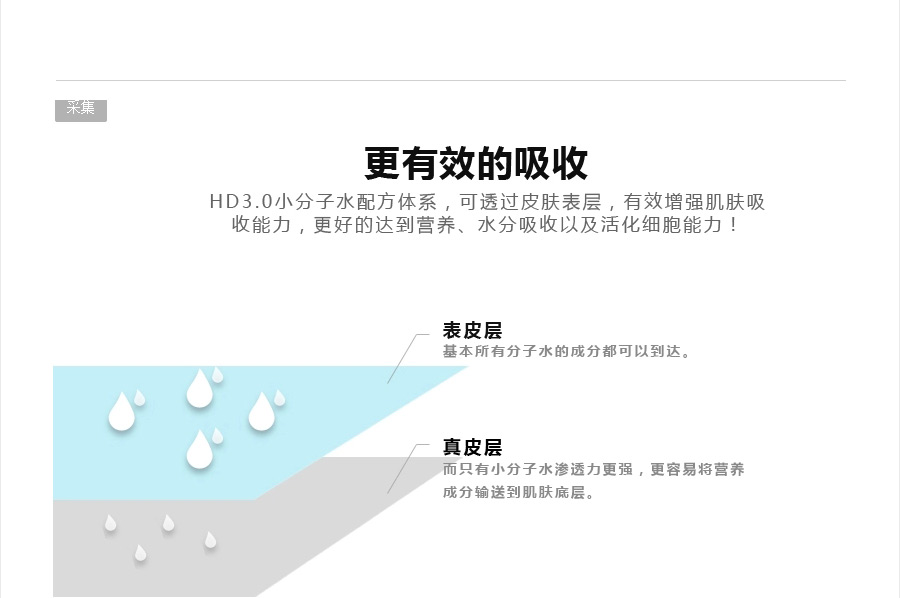 采集
更有效的吸收
HD3.0小分子水配方体系，可透过皮肤表层，有效增强肌肤吸
收能力，更好的达到营养、水分吸收以及活化细胞能力！
表皮层
基本所有分子水的成分都可以到达。
真皮层
而只有小分子水渗透力更强，更容易将营养
成分输送到肌肤底层。